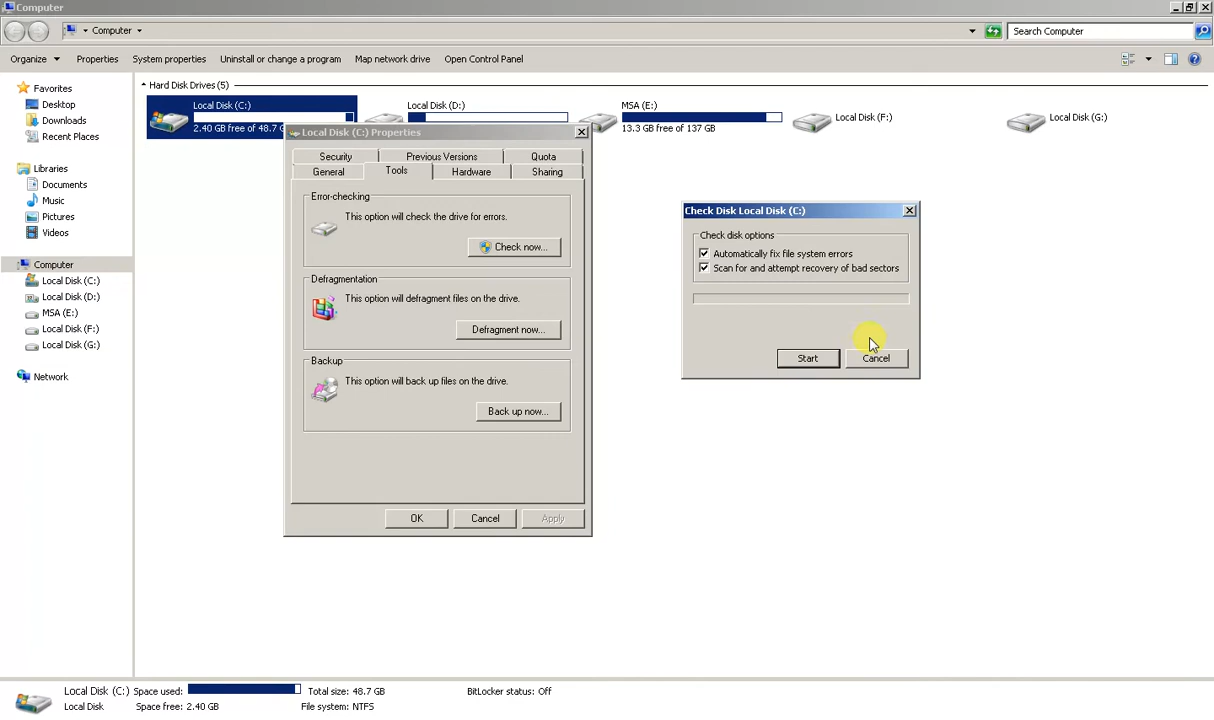 Computer
Computer
Search Computer
Organize
Properties
System properties
Uninstall or change a program
Map network drive
Open Control Panel
Favorites
Desktop
Downloads
Recent Places
Libraries
Documents
Music
Pictures
Videos
Computer
Local Disk (C:)
Local Disk (D:)
MSA (E:)
Local Disk (F:)
Local Disk (G:)
Network
Hard Disk Drives (5)
Local Disk (C:)
2.40 GB free of 48.7
Local Disk (D:)
MSA (E:)
13.3 GB free of 137 GB
Local Disk (F:)
Local Disk (G:)
Local Disk (C:) Properties
Security
Previous Versions
Quota
General
Tools
Hardware
Sharing
Error-checking
This option will check the drive for errors.
Check now...
Defragmentation
This option will defragment files on the drive.
Defragment now...
Backup
This option will back up files on the drive.
Back up now...
OK
Cancel
Apply
Check Disk Local Disk (C:)
Check disk options
Automatically fix file system errors
Scan for and attempt recovery of bad sectors
Start
Cancel
Local Disk (C:) Space used: Total size: 48.7 GB BitLocker status: Off
Local Disk Space free: 2.40 GB File system: NTFS